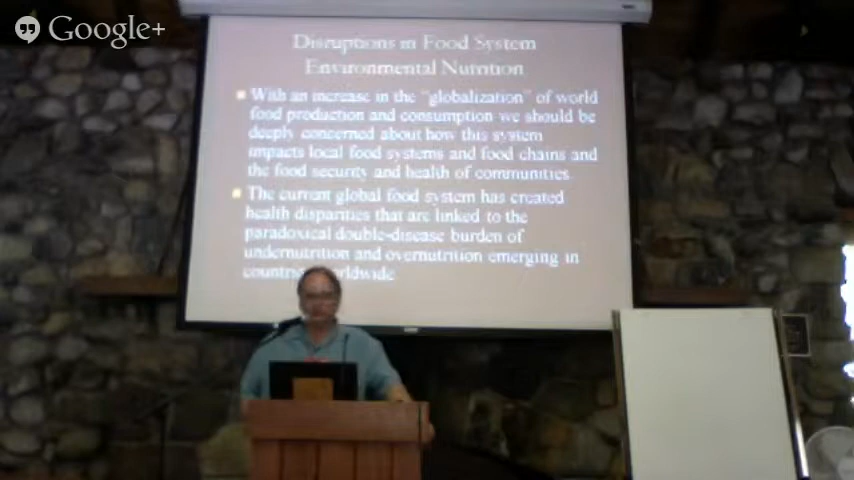 Google+
Disruptions in Food System
Environmental Nutrition
With an increase in the "globalization" of world
food production and consumption we should be
deeply concerned about how this system
impacts local food systems and food chains and
the food security and health of communities.
The current global food system has created
health disparities that are linked to the
paradoxical double-disease burden of
undernutrition and overnutrition emerging in
worldwide